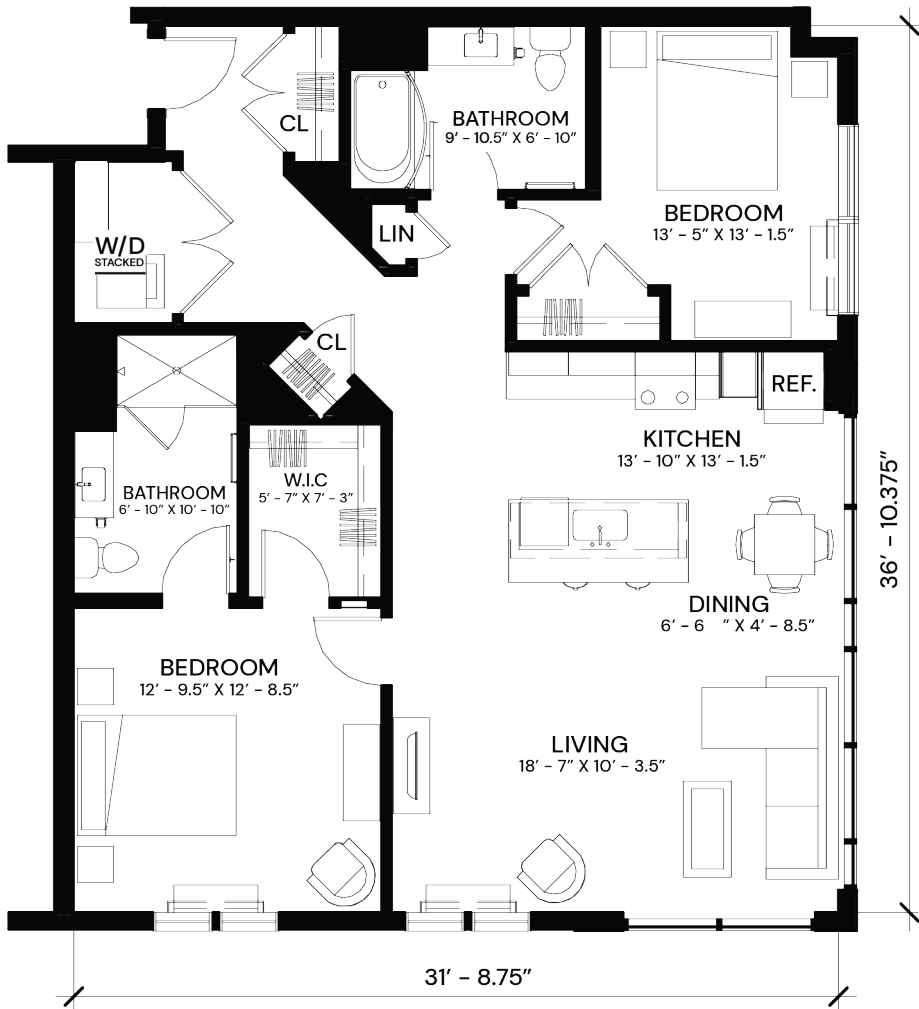 CL
BATHROOM
9’ - 10.5” X 6’ - 10”
BEDROOM
13’ - 5” X 13’ - 1.5”
LIN
W/D
STACKED
CL
REF.
KITCHEN
13’ - 10” X 13’ - 1.5”
W.I.C
5’ - 7” X 7’ - 3”
BATHROOM
6’ - 10” X 10’ - 10”
36’ - 10.375”
DINING
6’ - 6 ” X 4’ - 8.5”
BEDROOM
12’ - 9.5” X 12’ - 8.5”
LIVING
18’ - 7” X 10’ - 3.5”
31’ - 8.75”